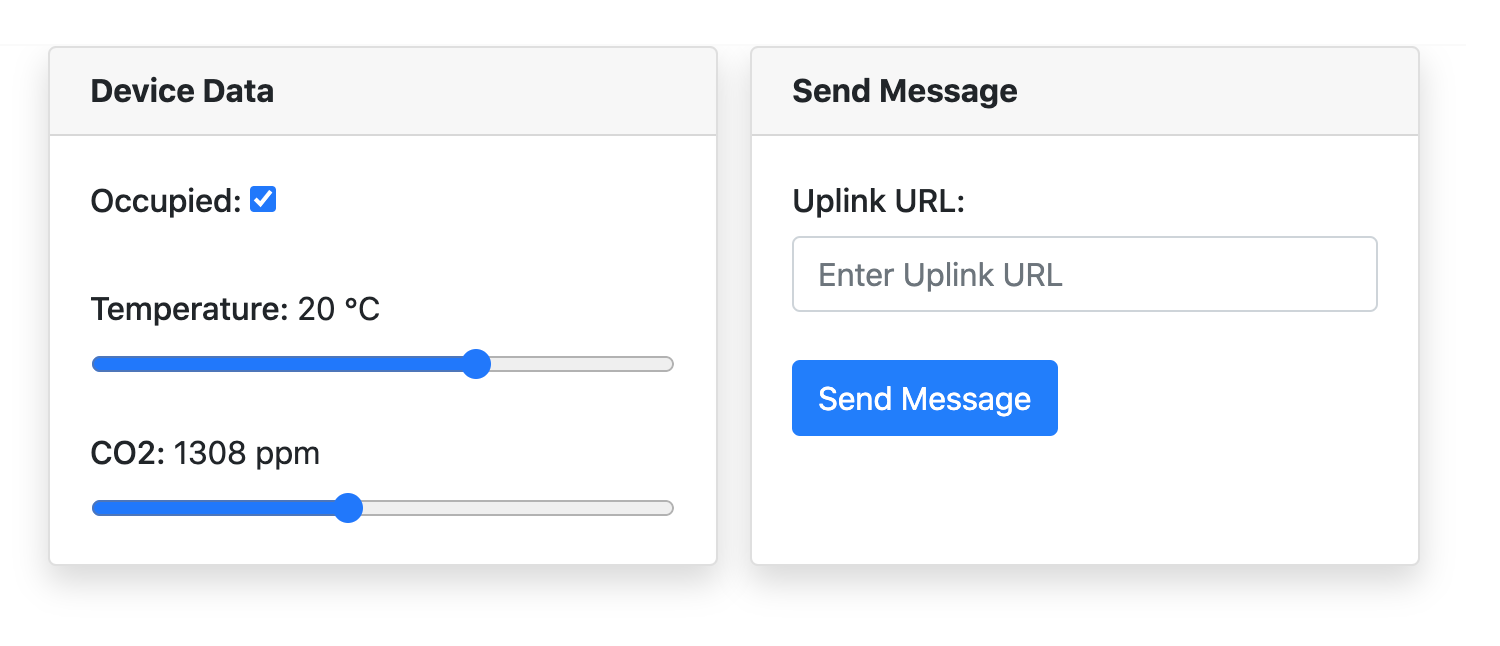 Device Data
Occupied:
Temperature: 20 °C
CO2: 1308 ppm
Send Message
Uplink URL:
Enter Uplink URL
Send Message